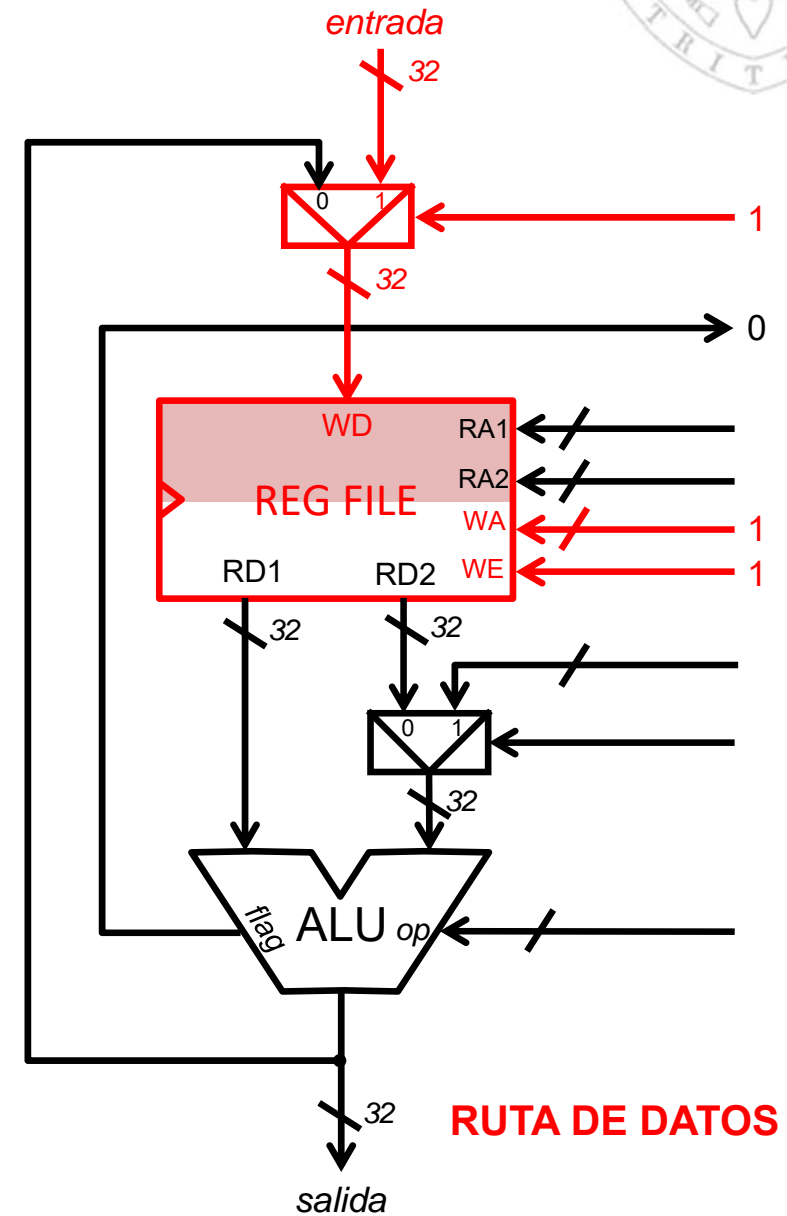 entrada
T R I T
32
0 1
1
32
0
WD
RA1
RA2
REG FILE
WA
1
RD1
RD2
WE
1
32
32
0 1
32
flag
ALU
op
32
RUTA DE DATOS
salida